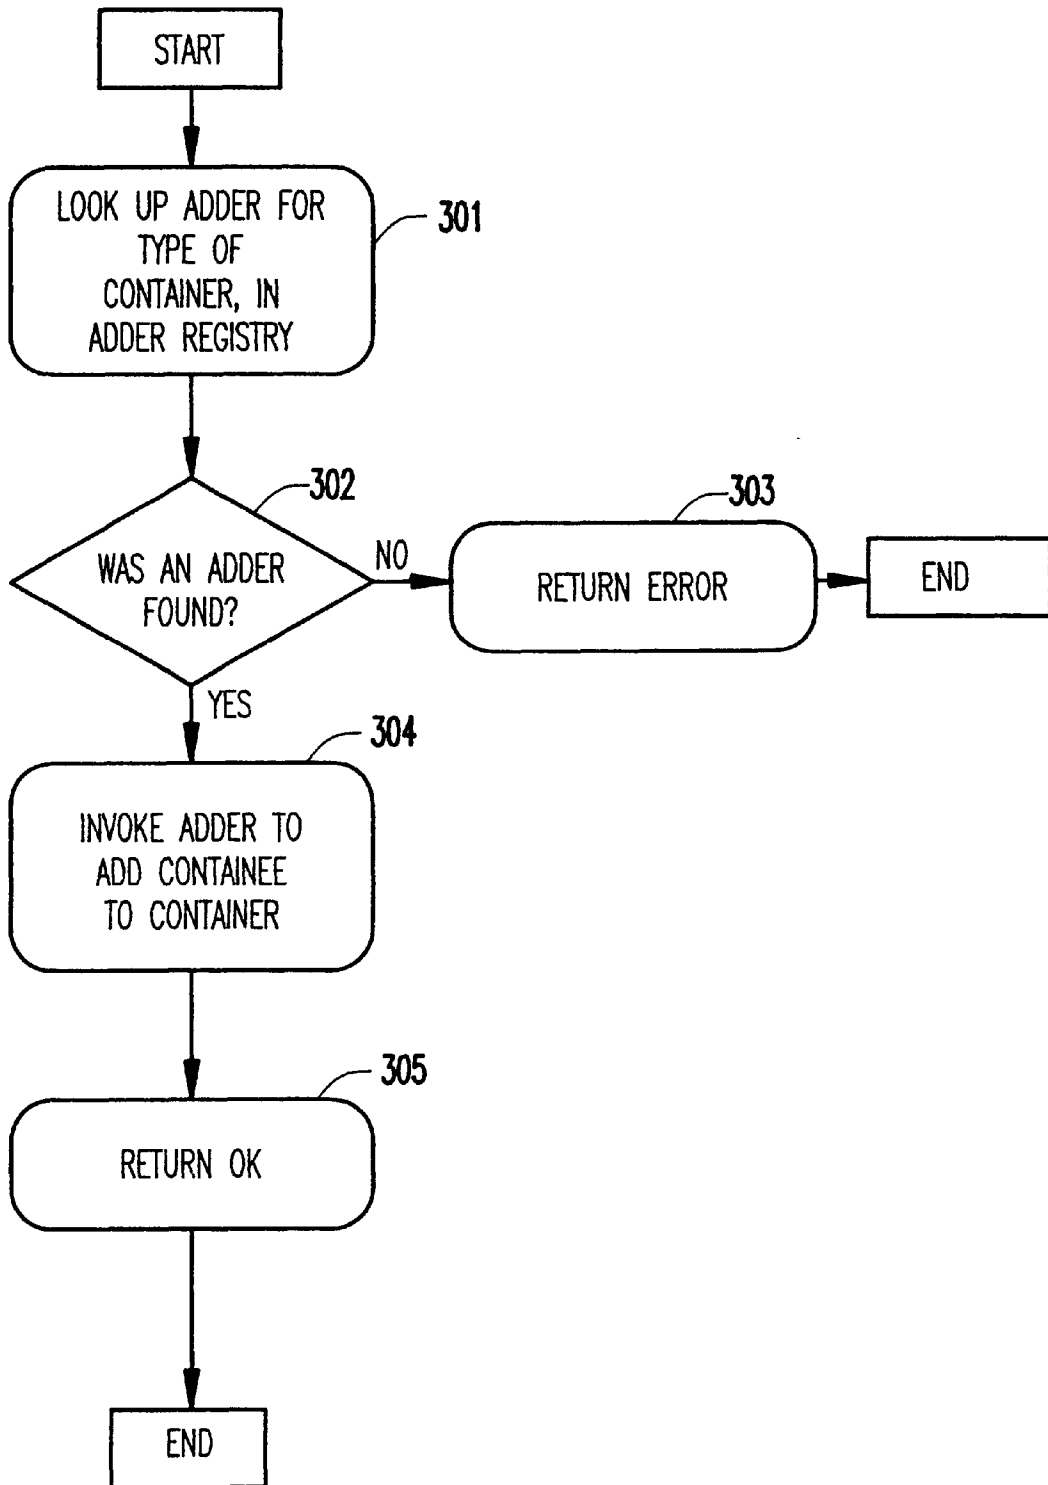 START
LOOK UP ADDER FOR
TYPE OF
CONTAINER, IN
ADDER REGISTRY
301
302
WAS AN ADDER
FOUND?
NO
303
RETURN ERROR
END
YES
304
INVOKE ADDER TO
ADD CONTAINEE
TO CONTAINER
305
RETURN OK
END